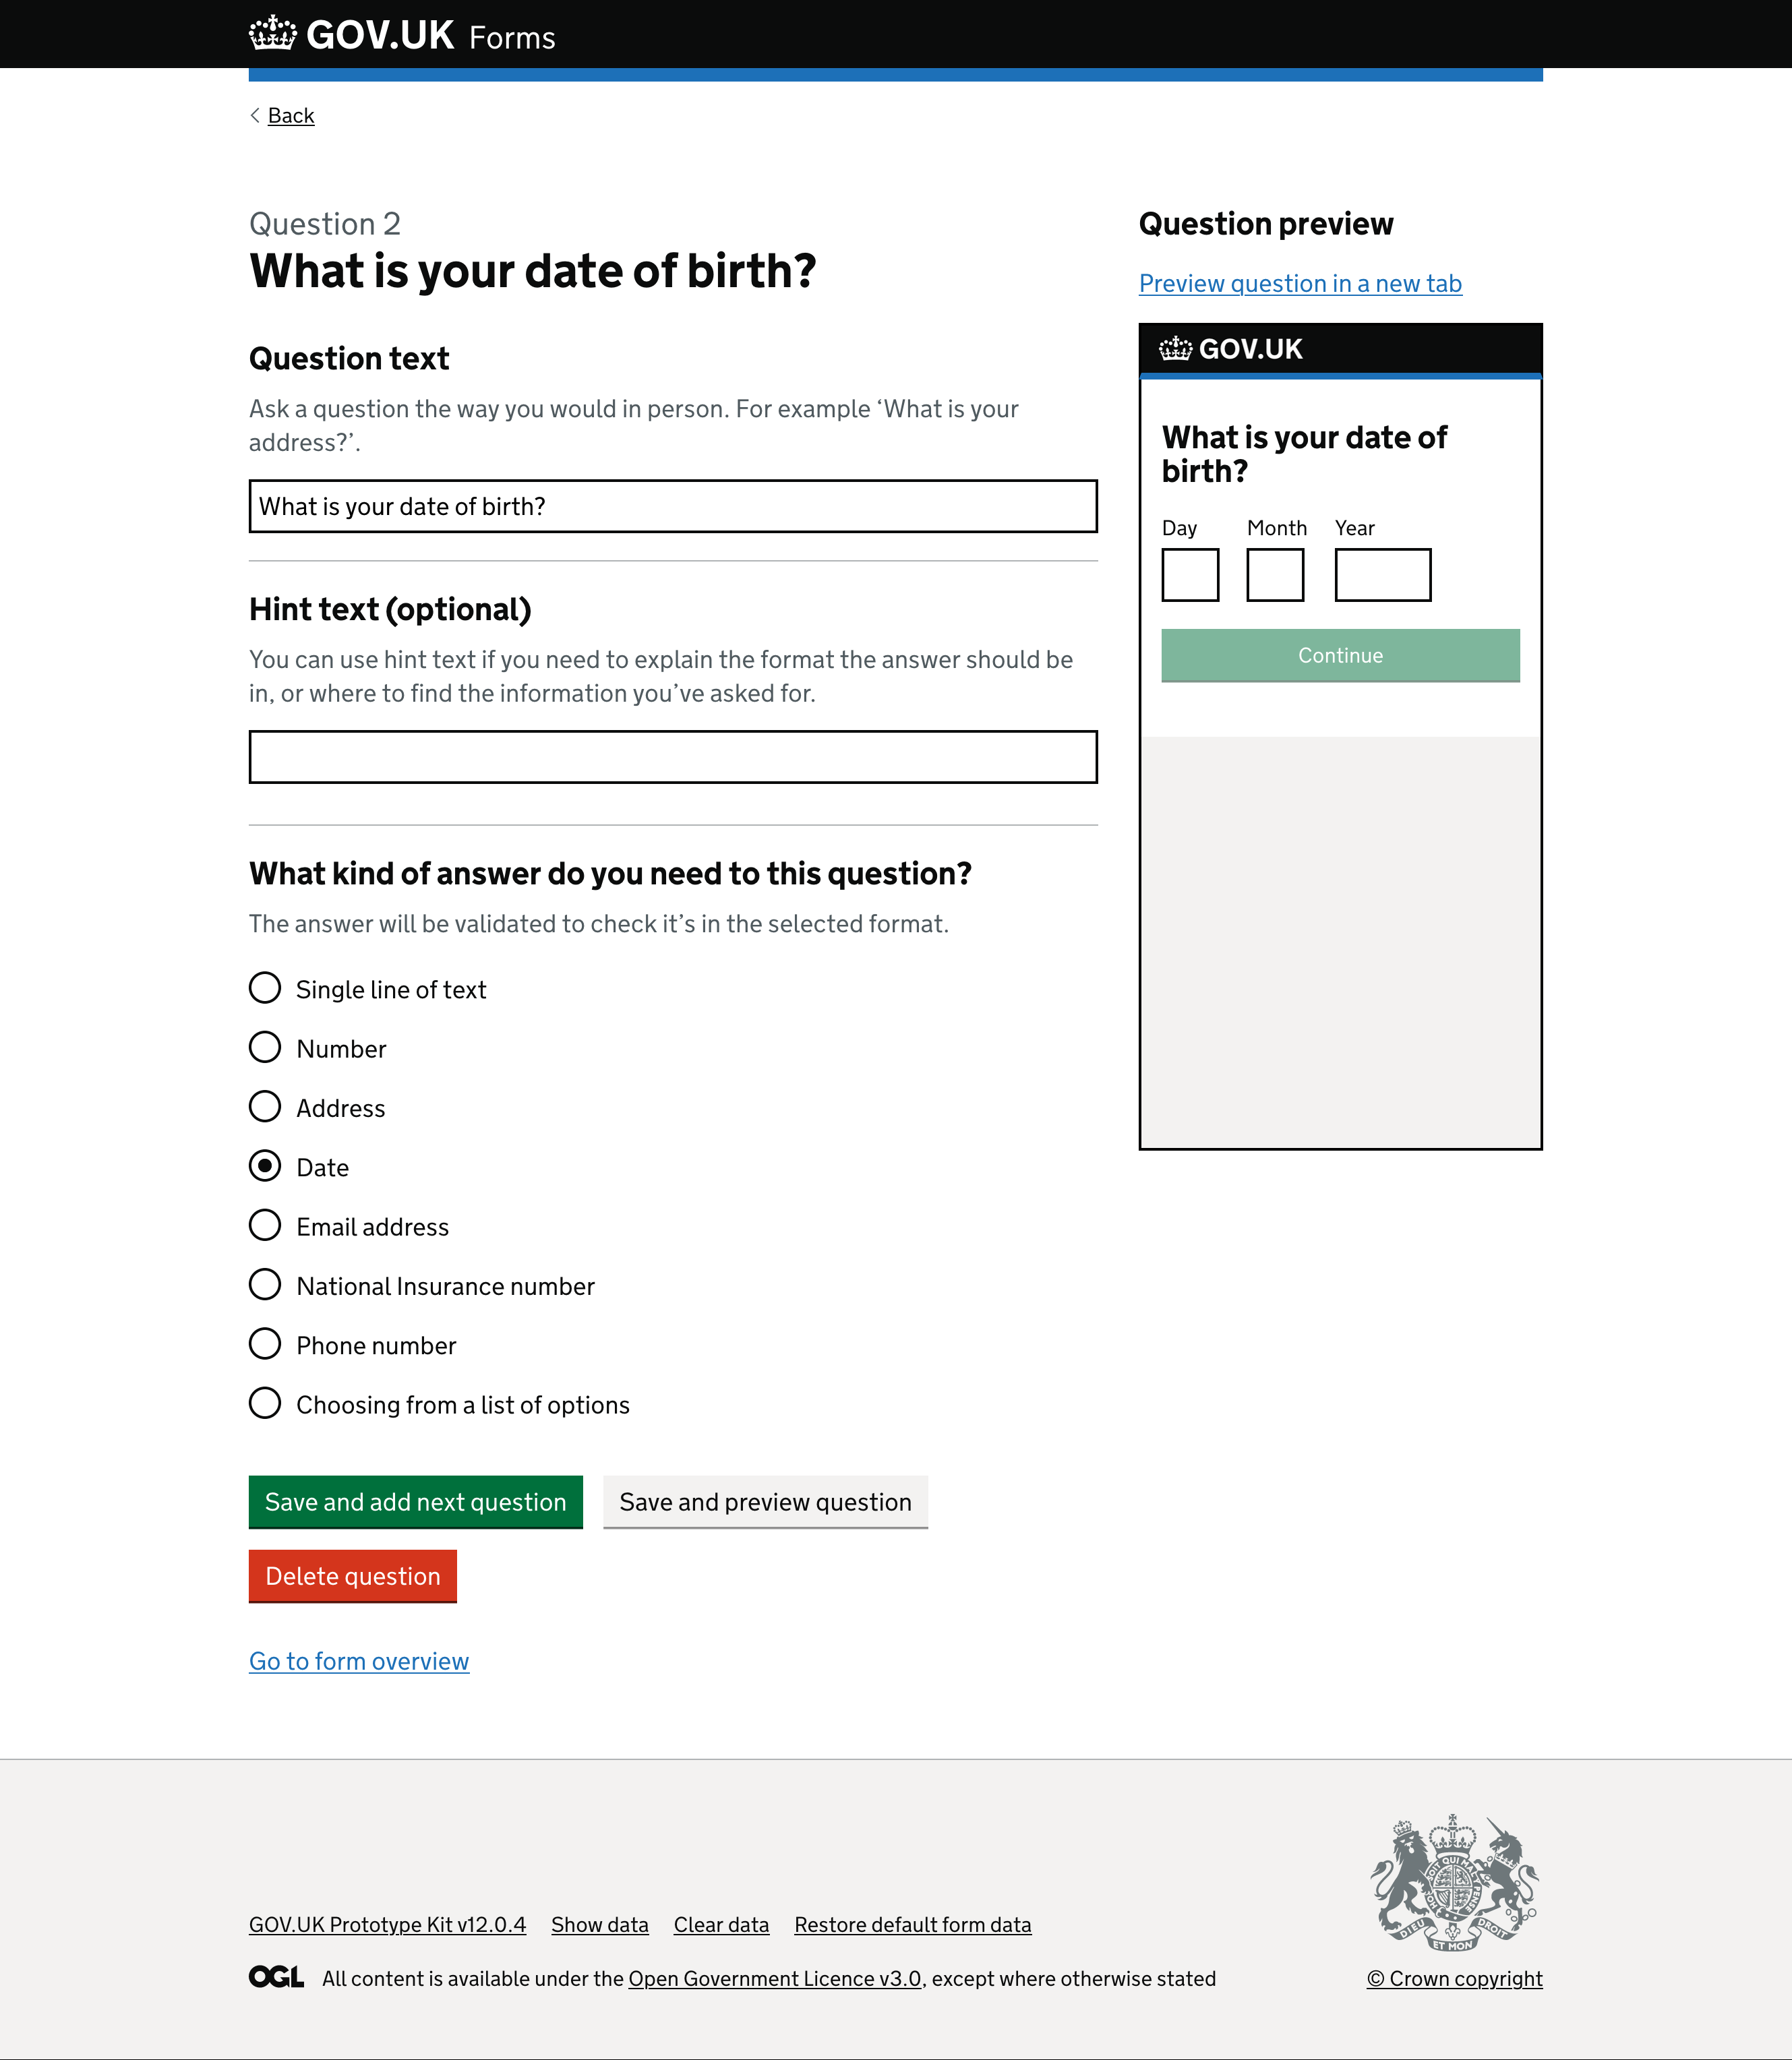 GOV.UK Forms
Back
Question 2
What is your date of birth?
Question text
Ask a question the way you would in person. For example ‘What is your
address?’.
What is your date of birth?
Hint text (optional)
You can use hint text if you need to explain the format the answer should be
in, or where to find the information you’ve asked for.
What kind of answer do you need to this question?
The answer will be validated to check it’s in the selected format.
Single line of text
Number
Address
Date
Email address
National Insurance number
Phone number
Choosing from a list of options
Save and add next question
Save and preview question
Delete question
Go to form overview
Question preview
Preview question in a new tab
GOV.UK
What is your date of
birth?
Day Month Year
Continue
GOV.UK Prototype Kit v12.0.4 Show data Clear data Restore default form data
OGL All content is available under the Open Government Licence v3.0, except where otherwise stated
DIEU ET MON DROIT
© Crown copyright